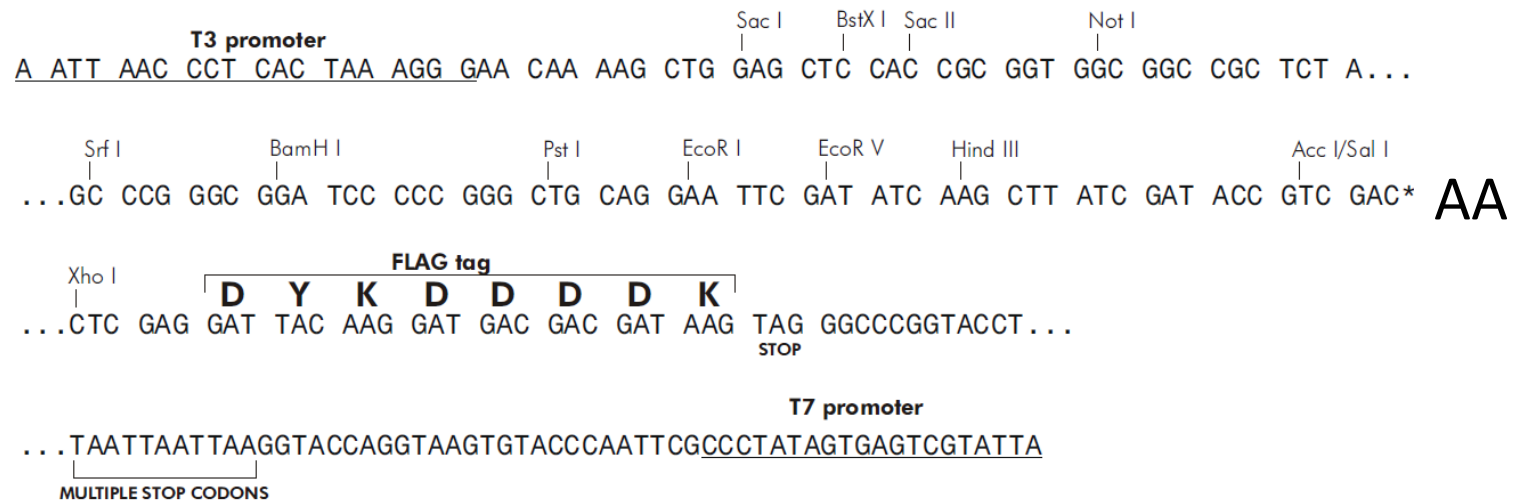 Sac I BstX I Sac II Not I
T3 promoter
A ATT AAC CCT CAC TAA AGG GAA CAA AAG CTG GAG CTC CAC CGC GGT GGC GGC CGC TCT A...
Srf I BamH I Pst I EcoR I EcoR V Hind III Acc I/Sal I
...GC CCG GGC GGA TCC CCC GGG CTG CAG GAA TTC GAT ATC AAG CTT ATC GAT ACC GTC GAC* AA
FLAG tag
Xho I
D Y K D D D D K
...CTC GAG GAT TAC AAG GAT GAC GAC GAT AAG TAG GGCCCGGTACCT...
STOP
T7 promoter
...TAATTAATTAAGGTACCAGGTAAGTGTACCCAATTCGCCCTATAGTGAGTCGTATTA
MULTIPLE STOP CODONS